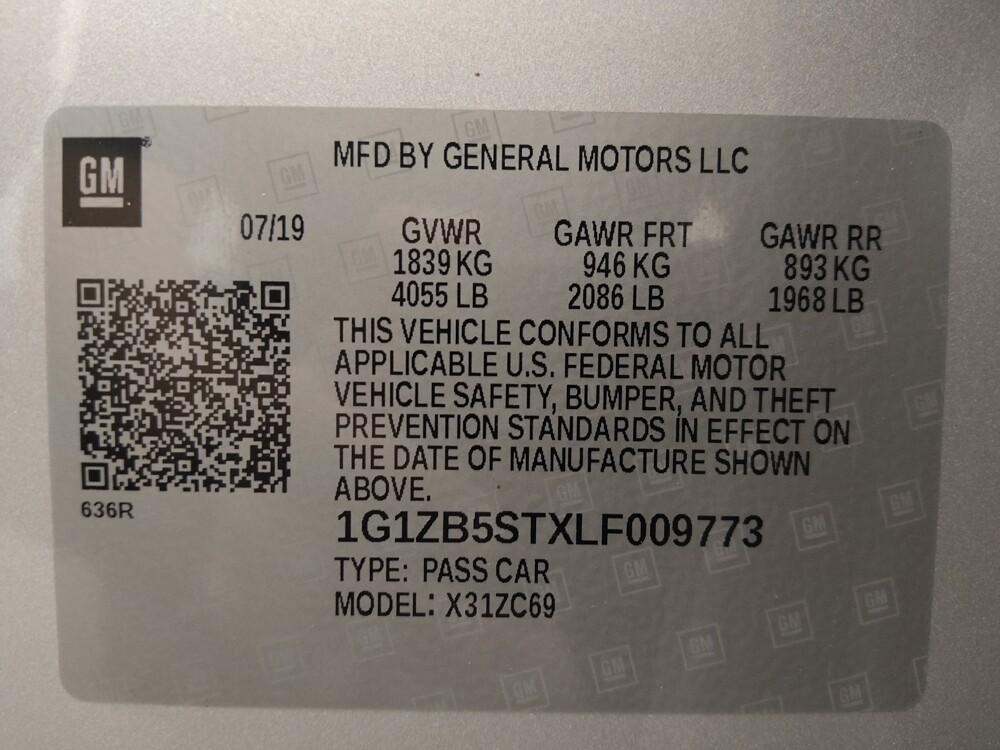 GM
MFD BY GENERAL MOTORS LLC
07/19
GVWR GAWR FRT GAWR RR
1839 KG 946 KG 893 KG
4055 LB 2086 LB 1968 LB
THIS VEHICLE CONFORMS TO ALL
APPLICABLE U.S. FEDERAL MOTOR
VEHICLE SAFETY, BUMPER, AND THEFT
PREVENTION STANDARDS IN EFFECT ON
THE DATE OF MANUFACTURE SHOWN
ABOVE.
636R
1G1ZB5STXLF009773
TYPE: PASS CAR
MODEL: X31ZC69